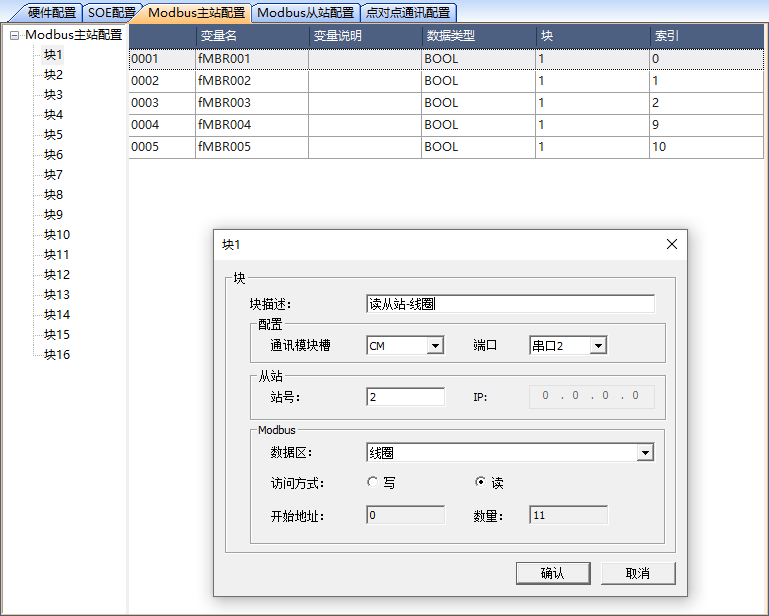 硬件配置 SOE配置 Modbus主站配置 Modbus从站配置 点对点通讯配置
Modbus主站配置
块1
块2
块3
块4
块5
块6
块7
块8
块9
块10
块11
块12
块13
块14
块15
块16
变量名 变量说明 数据类型 块 索引
0001 fMBR001 BOOL 1 0
0002 fMBR002 BOOL 1 1
0003 fMBR003 BOOL 1 2
0004 fMBR004 BOOL 1 9
0005 fMBR005 BOOL 1 10
块1
块
块描述: 读从站-线圈
配置
通讯模块槽 CM 端口 串口2
从站
站号: 2 IP: 0 . 0 . 0 . 0
Modbus
数据区: 线圈
访问方式: 写 读
开始地址: 0 数量: 11
确认 取消